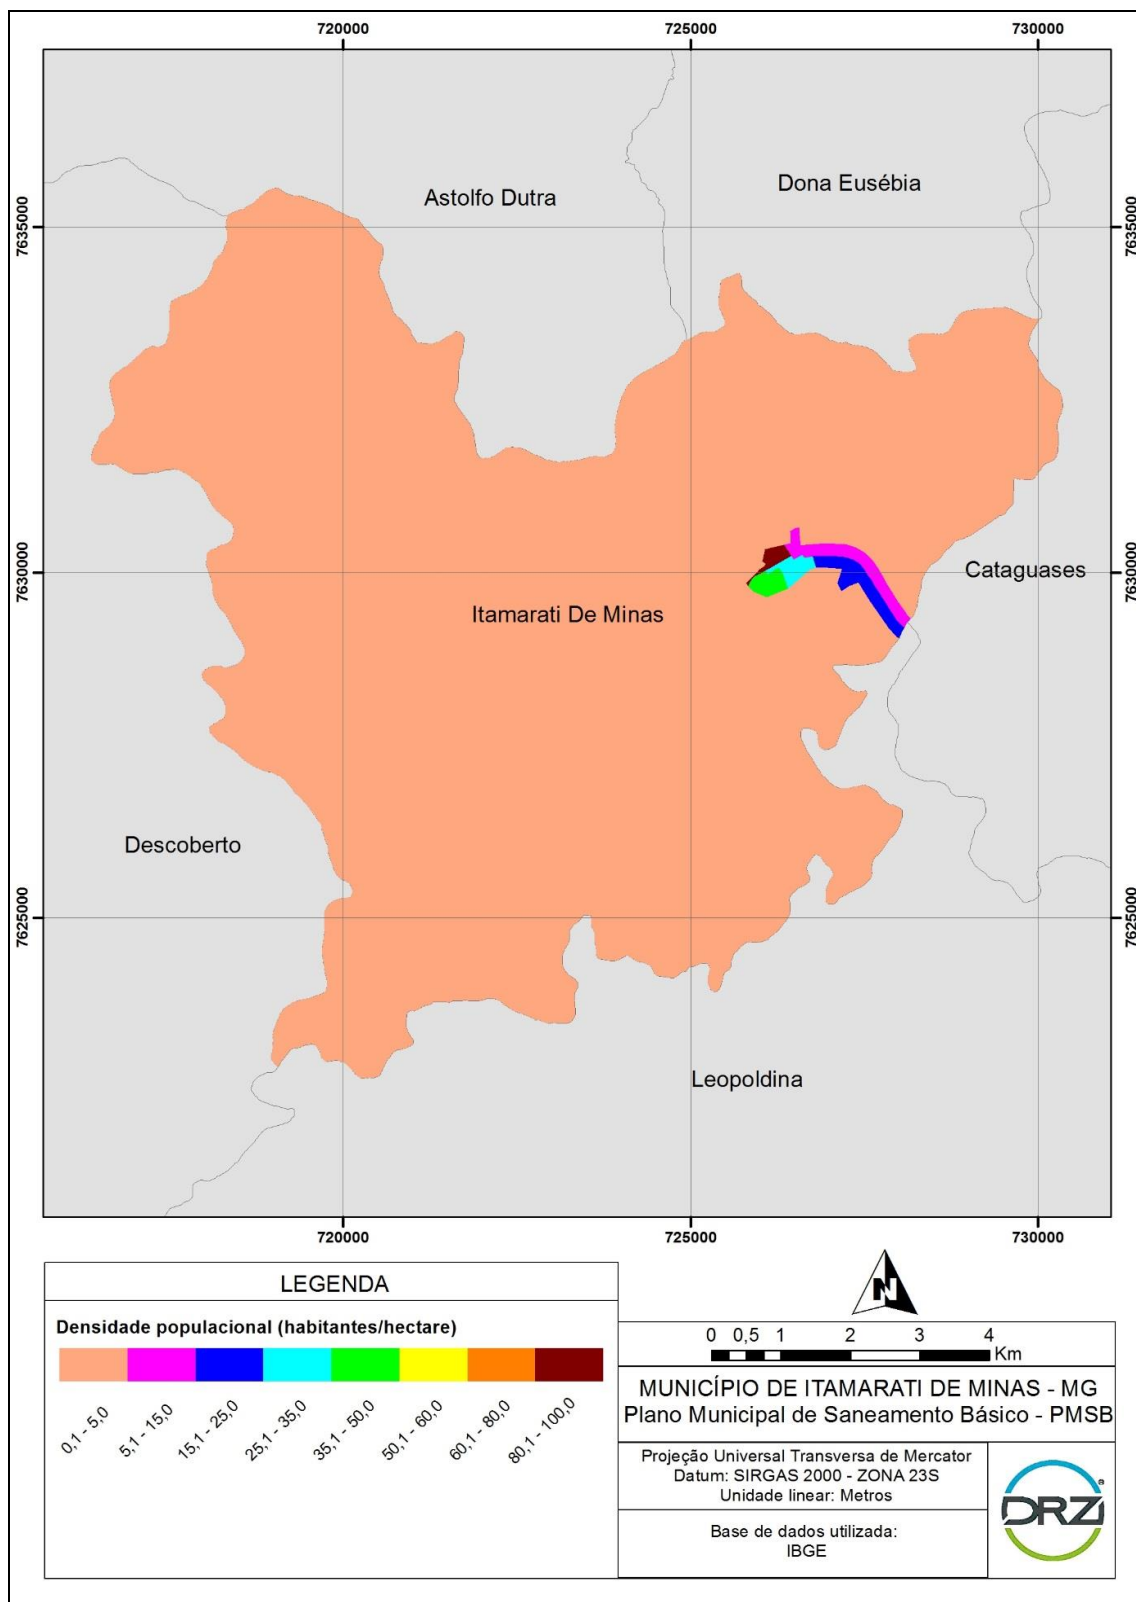 720000 725000 730000
Astolfo Dutra
Dona Eusébia
7635000 7635000
7630000 7630000
Cataguases
Itamarati De Minas
Descoberto
7625000 7625000
Leopoldina
720000 725000 730000
LEGENDA
Densidade populacional (habitantes/hectare)
0,1 - 5,0
5,1 - 15,0
15,1 - 25,0
25,1 - 35,0
35,1 - 50,0
50,1 - 60,0
60,1 - 80,0
80,1 - 100,0
N
0 0,5 1 2 3 4
Km
MUNICÍPIO DE ITAMARATI DE MINAS - MG
Plano Municipal de Saneamento Básico - PMSB
Projeção Universal Transversa de Mercator
Datum: SIRGAS 2000 - ZONA 23S
Unidade linear: Metros
Base de dados utilizada:
IBGE
DRZ
®